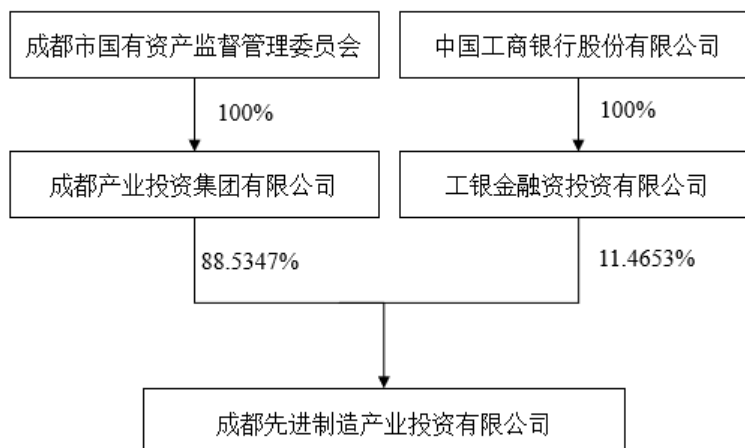 成都市国有资产监督管理委员会
中国工商银行股份有限公司
100%
100%
成都产业投资集团有限公司
工银金融资投资有限公司
88.5347%
11.4653%
成都先进制造产业投资有限公司